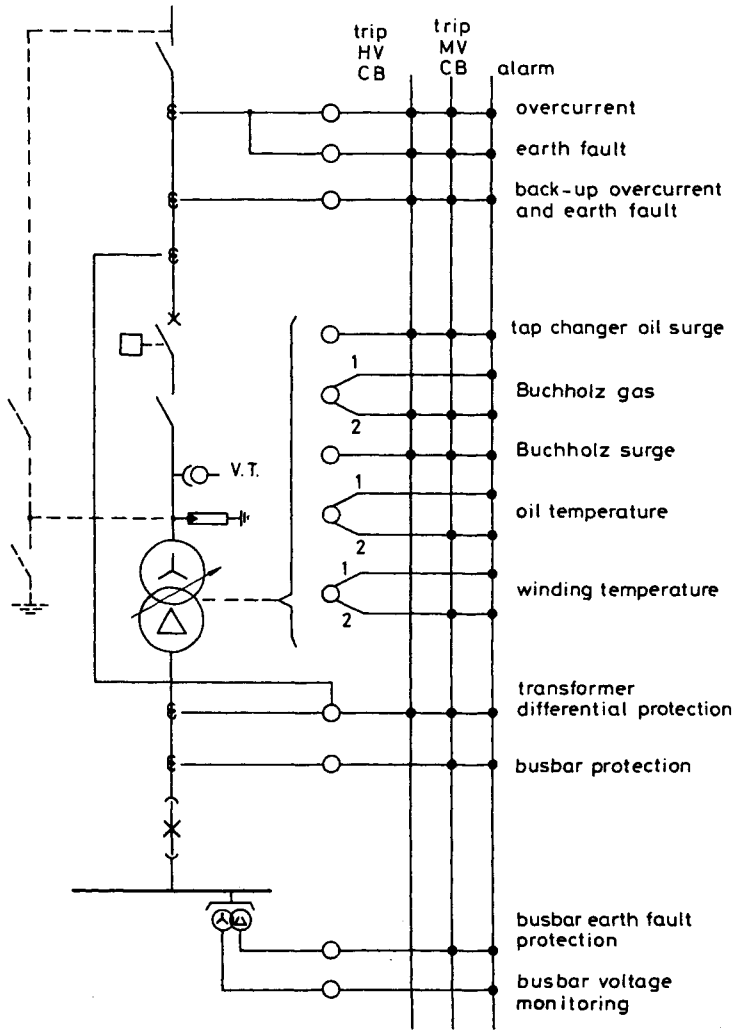 trip
HV
CB
trip
MV
CB
alarm
overcurrent
earth fault
back-up overcurrent
and earth fault
tap changer oil surge
1
Buchholz gas
2
Buchholz surge
V.T.
1
oil temperature
2
1
winding temperature
2
transformer
differential protection
busbar protection
busbar earth fault
protection
busbar voltage
monitoring